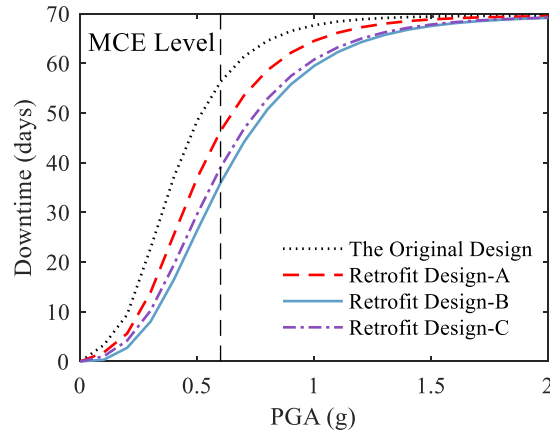 70
60
50
40
30
20
10
0
Downtime (days)
MCE Level
The Original Design
Retrofit Design-A
Retrofit Design-B
Retrofit Design-C
0
0.5
1
1.5
2
PGA (g)